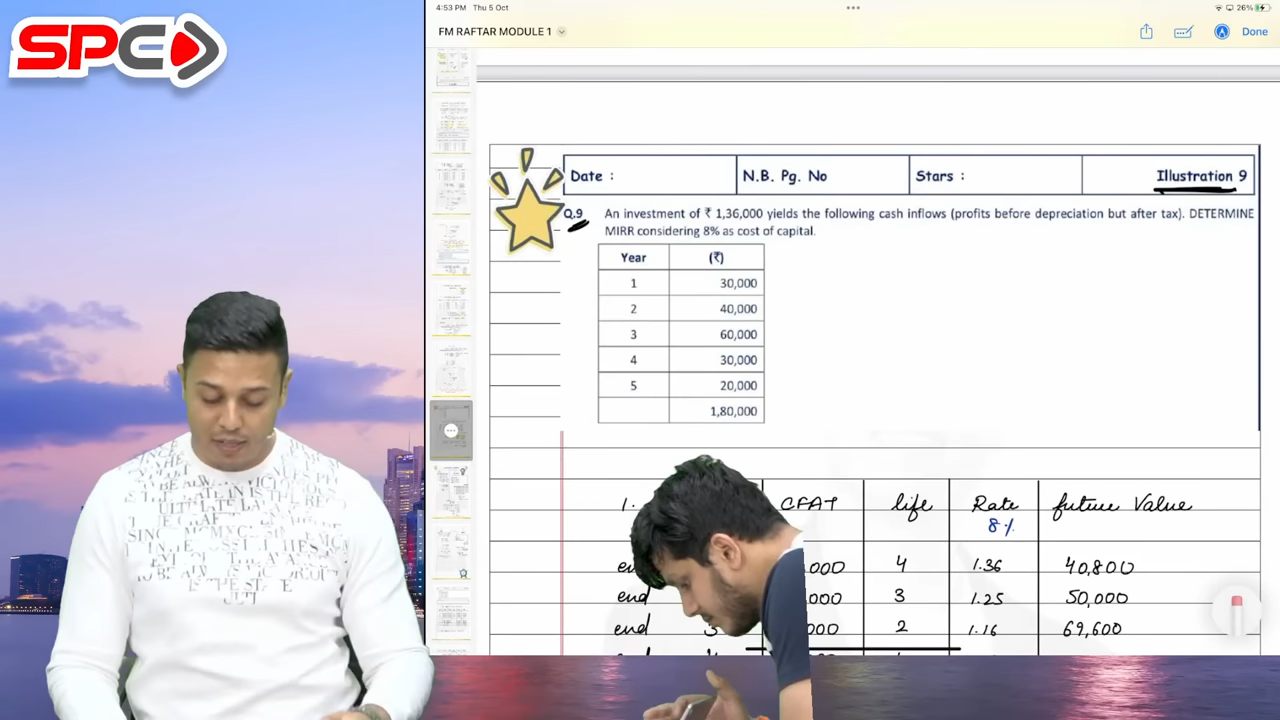 SPC
4:53 PM Thu 5 Oct
26%
FM RAFTAR MODULE 1
Done
Date :
N.B. Pg. No
Stars :
Illustration 9
Q.9 An investment of ₹ 1,36,000 yields the following cash inflows (profits before depreciation but after tax). DETERMINE
MIRR considering 8% as cost of capital
Year (₹)
1 30,000
2 40,000
,000
4 30,000
5 20,000
1,80,000
CFAT life Rate future Value
8%
,000 4 1.36 40,800
end ,000 3 1.25 50,000
,000 2 1.16 69,600